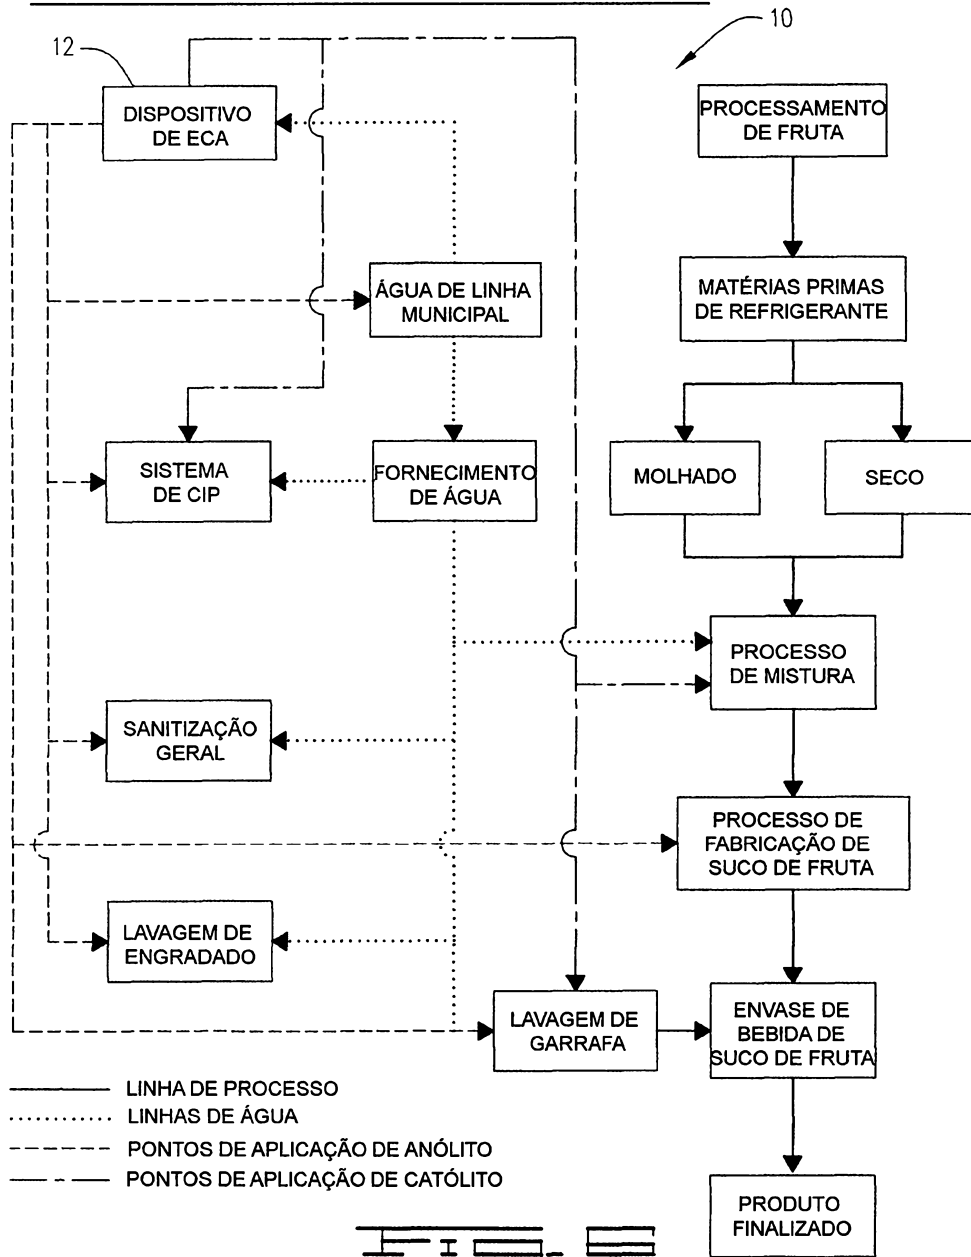 10
12
DISPOSITIVO
DE ECA
PROCESSAMENTO
DE FRUTA
ÁGUA DE LINHA
MUNICIPAL
MATÉRIAS PRIMAS
DE REFRIGERANTE
SISTEMA
DE CIP
FORNECIMENTO
DE ÁGUA
MOLHADO
SECO
PROCESSO
DE MISTURA
SANITIZAÇÃO
GERAL
PROCESSO DE
FABRICAÇÃO DE
SUCO DE FRUTA
LAVAGEM DE
ENGRADADO
LAVAGEM DE
GARRAFA
ENVASE DE
BEBIDA DE
SUCO DE FRUTA
LINHA DE PROCESSO
LINHAS DE ÁGUA
PONTOS DE APLICAÇÃO DE ANÓLITO
PONTOS DE APLICAÇÃO DE CATÓLITO
PRODUTO
FINALIZADO